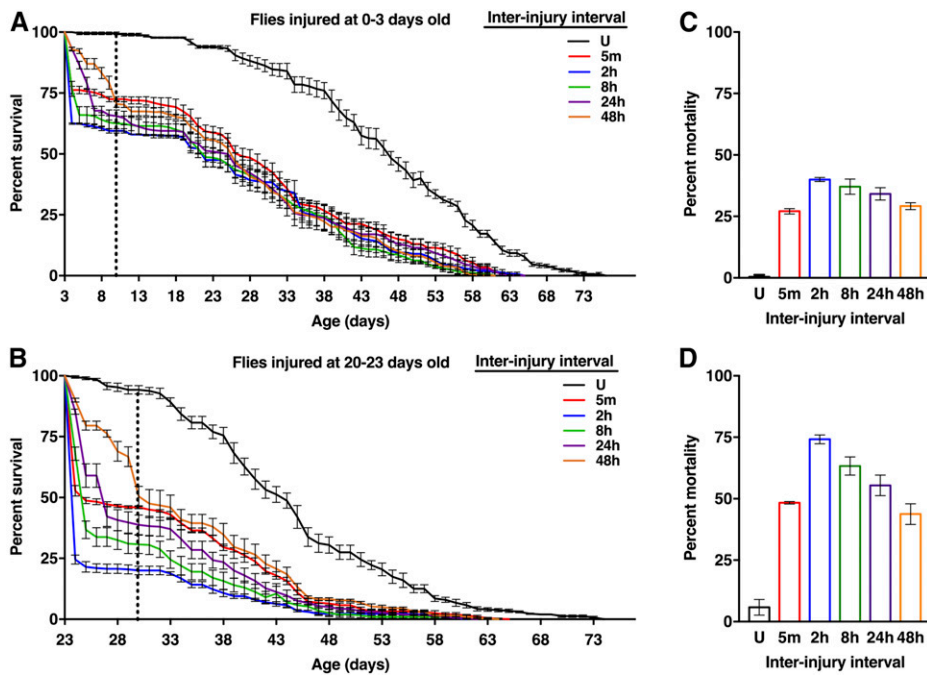 A
Flies injured at 0-3 days old
Inter-injury interval
U
5m
2h
8h
24h
48h
Percent survival
100
75
50
25
0
3 8 13 18 23 28 33 38 43 48 53 58 63 68 73
Age (days)
C
Percent mortality
100
75
50
25
0
U 5m 2h 8h 24h 48h
Inter-injury interval
B
Flies injured at 20-23 days old
Inter-injury interval
U
5m
2h
8h
24h
48h
Percent survival
100
75
50
25
0
23 28 33 38 43 48 53 58 63 68 73
Age (days)
D
Percent mortality
100
75
50
25
0
U 5m 2h 8h 24h 48h
Inter-injury interval